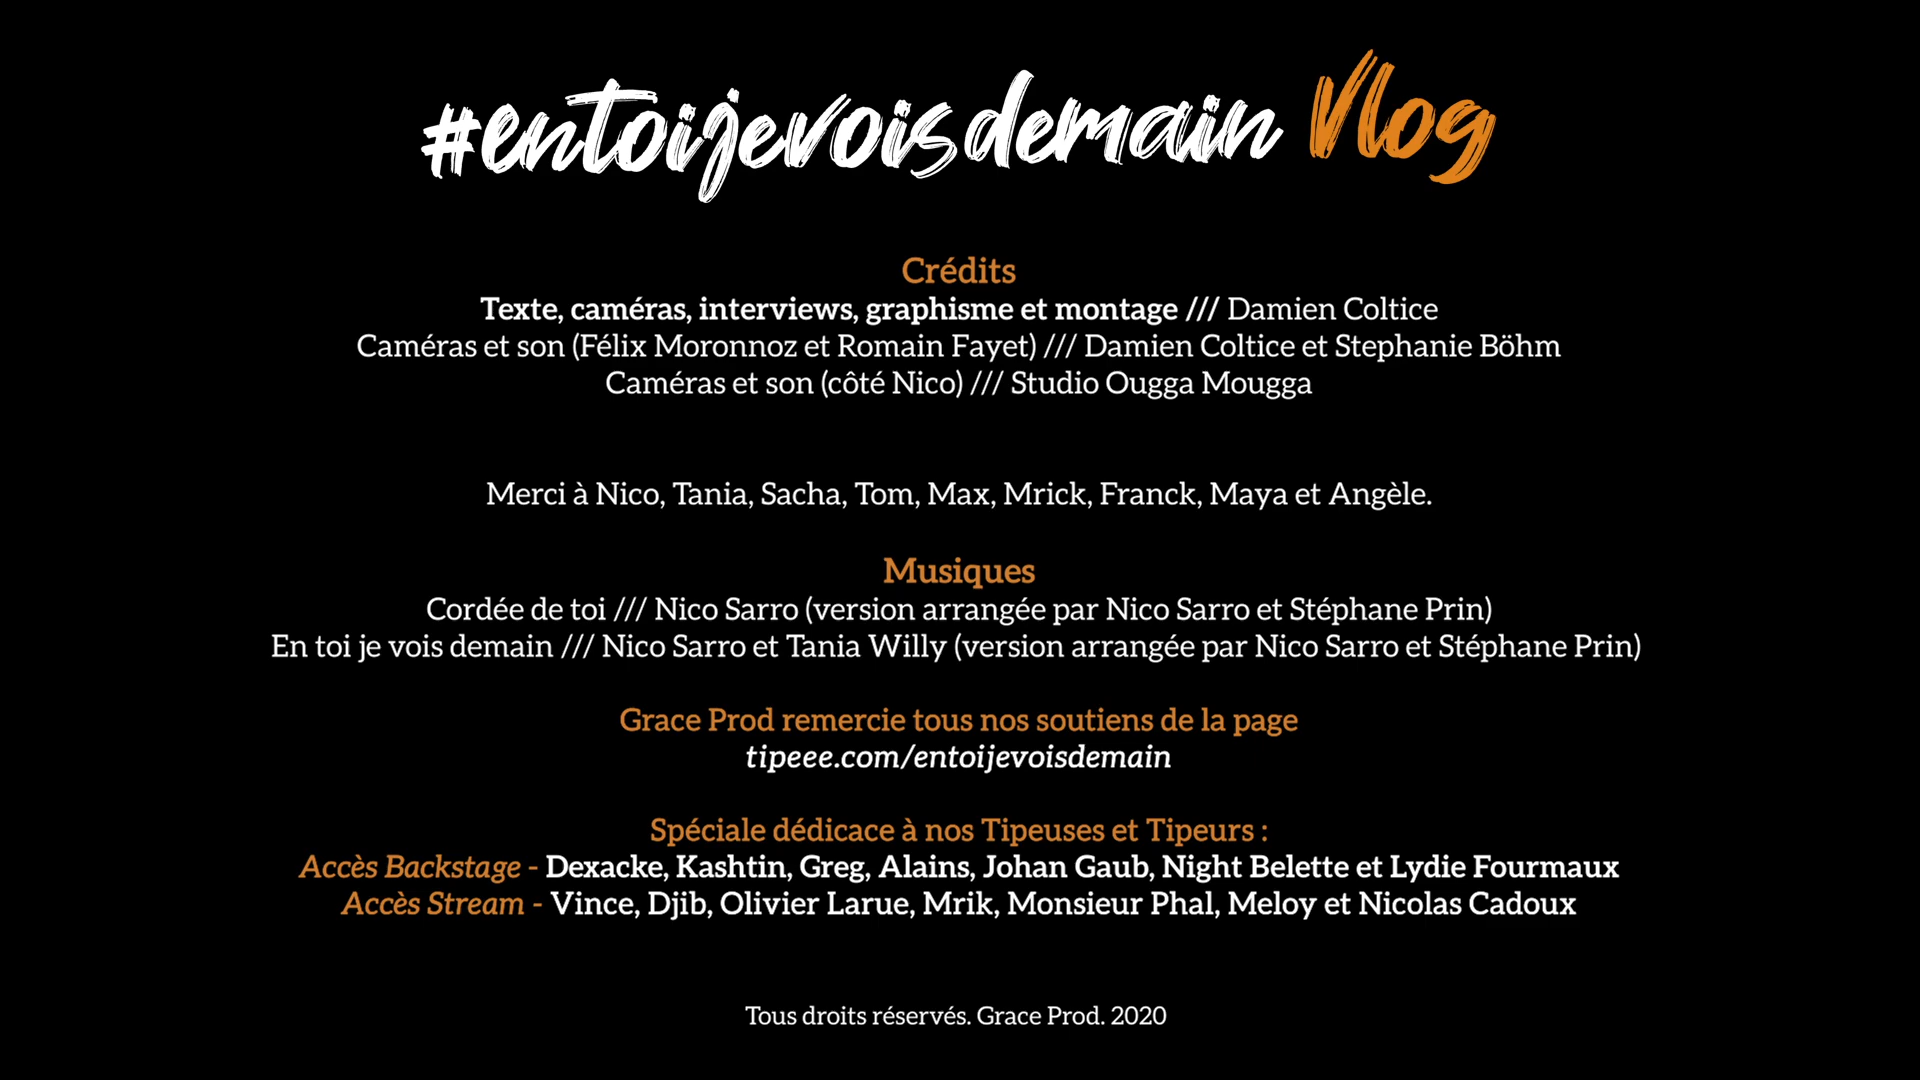 #entoijevoisdemain Vlog
Crédits
Texte, caméras, interviews, graphisme et montage /// Damien Coltice
Caméras et son (Félix Moronnoz et Romain Fayet) /// Damien Coltice et Stephanie Böhm
Caméras et son (côté Nico) /// Studio Ougga Mougga
Merci à Nico, Tania, Sacha, Tom, Max, Mrick, Franck, Maya et Angèle.
Musiques
Cordée de toi /// Nico Sarro (version arrangée par Nico Sarro et Stéphane Prin)
En toi je vois demain /// Nico Sarro et Tania Willy (version arrangée par Nico Sarro et Stéphane Prin)
Grace Prod remercie tous nos soutiens de la page
tipeee.com/entoijevoisdemain
Spéciale dédicace à nos Tipeuses et Tipeurs :
Accès Backstage - Dexacke, Kashtin, Greg, Alains, Johan Gaub, Night Belette et Lydie Fourmaux
Accès Stream - Vince, Djib, Olivier Larue, Mrik, Monsieur Phal, Meloy et Nicolas Cadoux
Tous droits réservés. Grace Prod. 2020